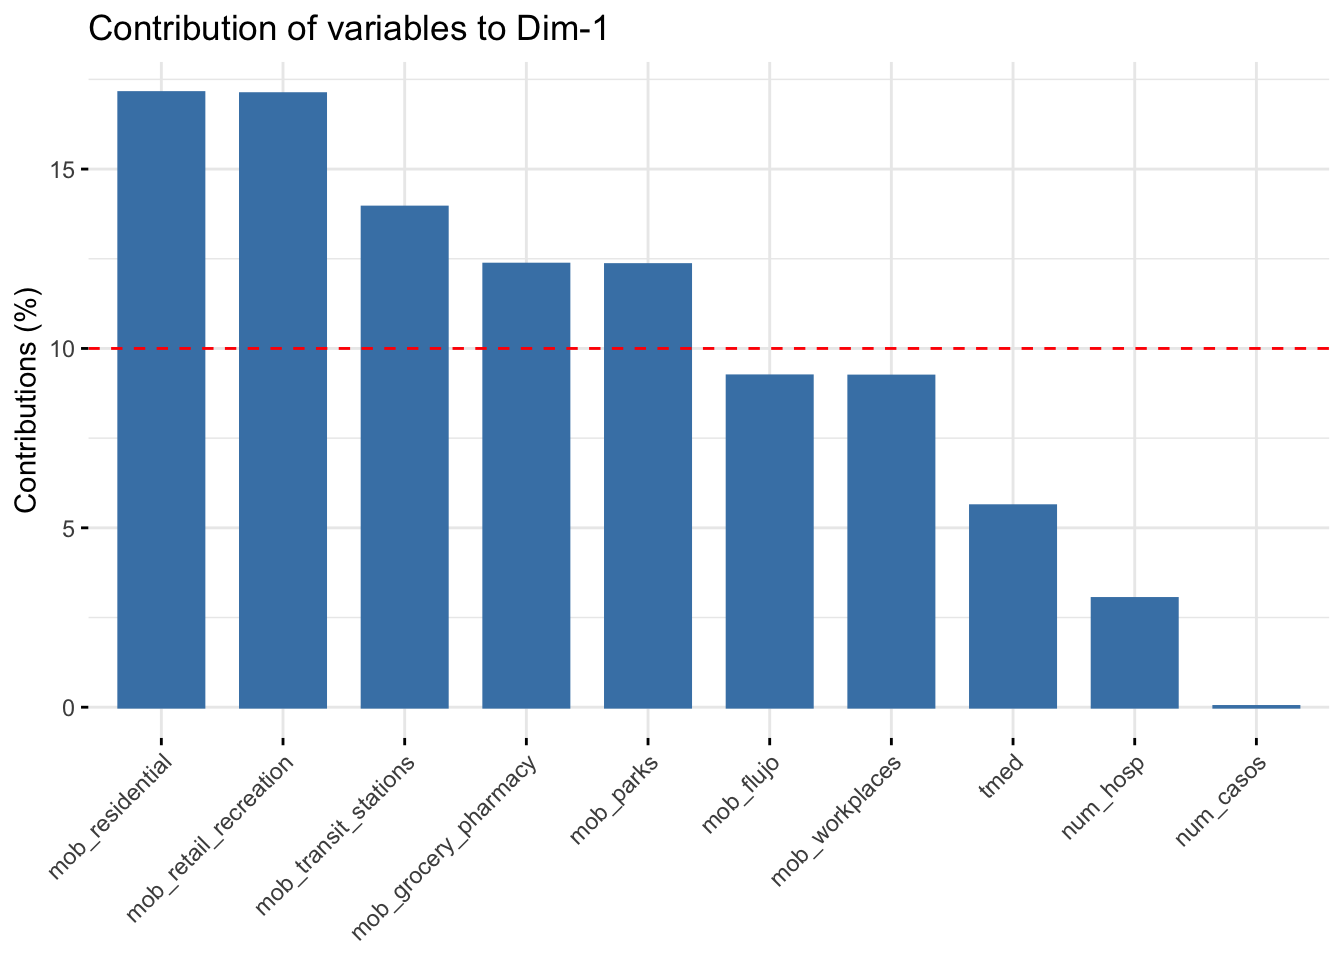 Contribution of variables to Dim-1
Contributions (%)
15
10
5
0
mob_residential
mob_retail_recreation
mob_transit_stations
mob_grocery_pharmacy
mob_parks
mob_flujo
mob_workplaces
tmed
num_hosp
num_casos